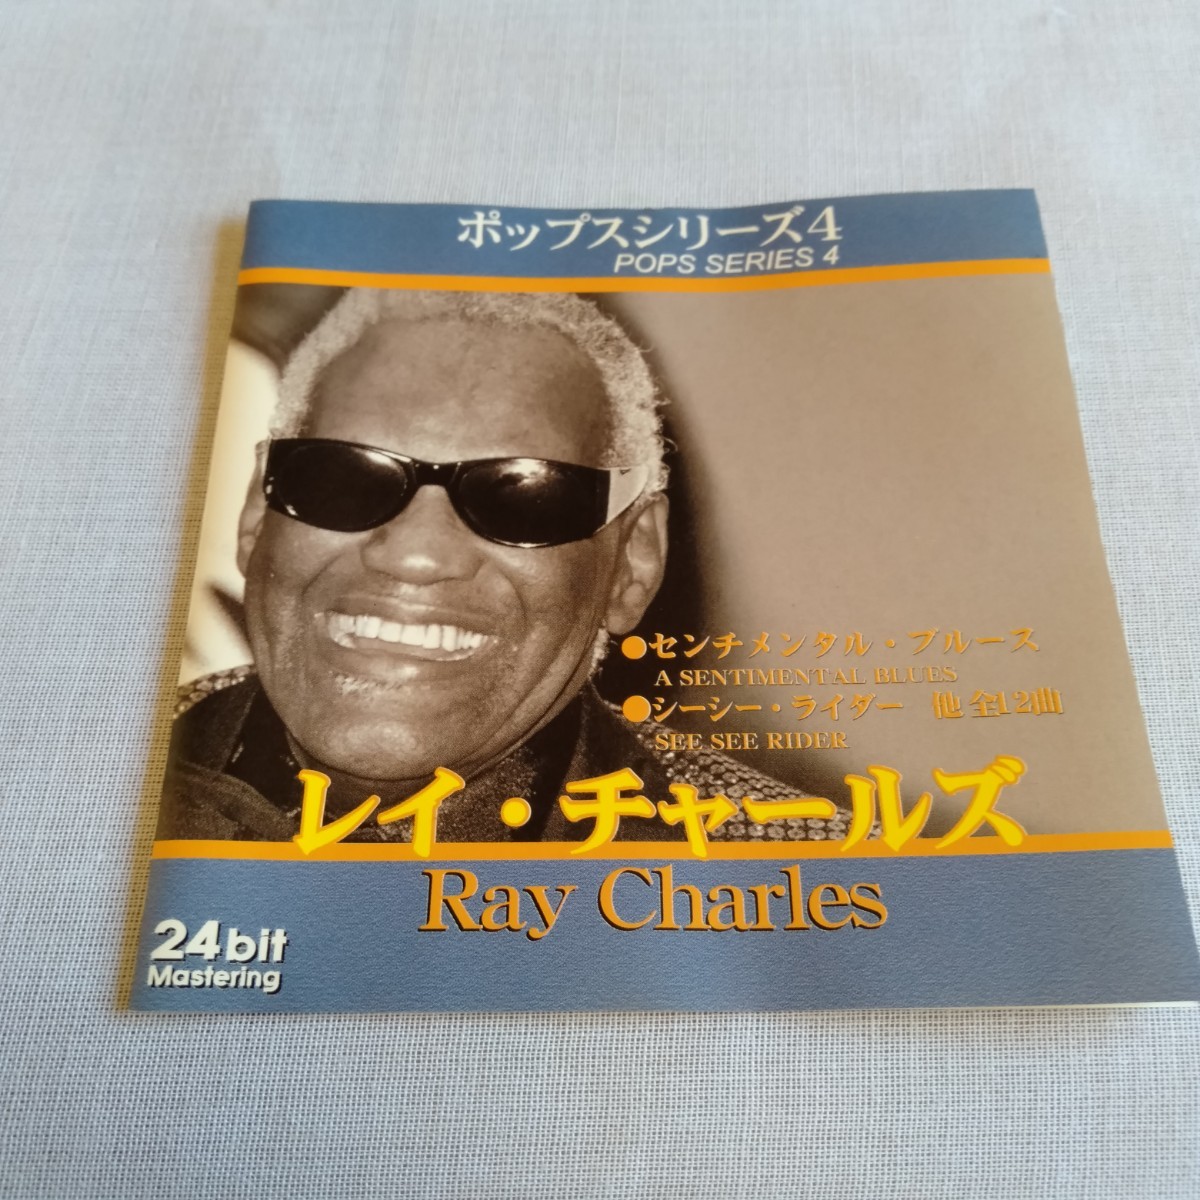 ポップスシリーズ4
POPS SERIES 4
●センチメンタル・ブルース
A SENTIMENTAL BLUES
●シーシー・ライダー 他 全12曲
SEE SEE RIDER
レイ・チャールズ
Ray Charles
24bit
Mastering